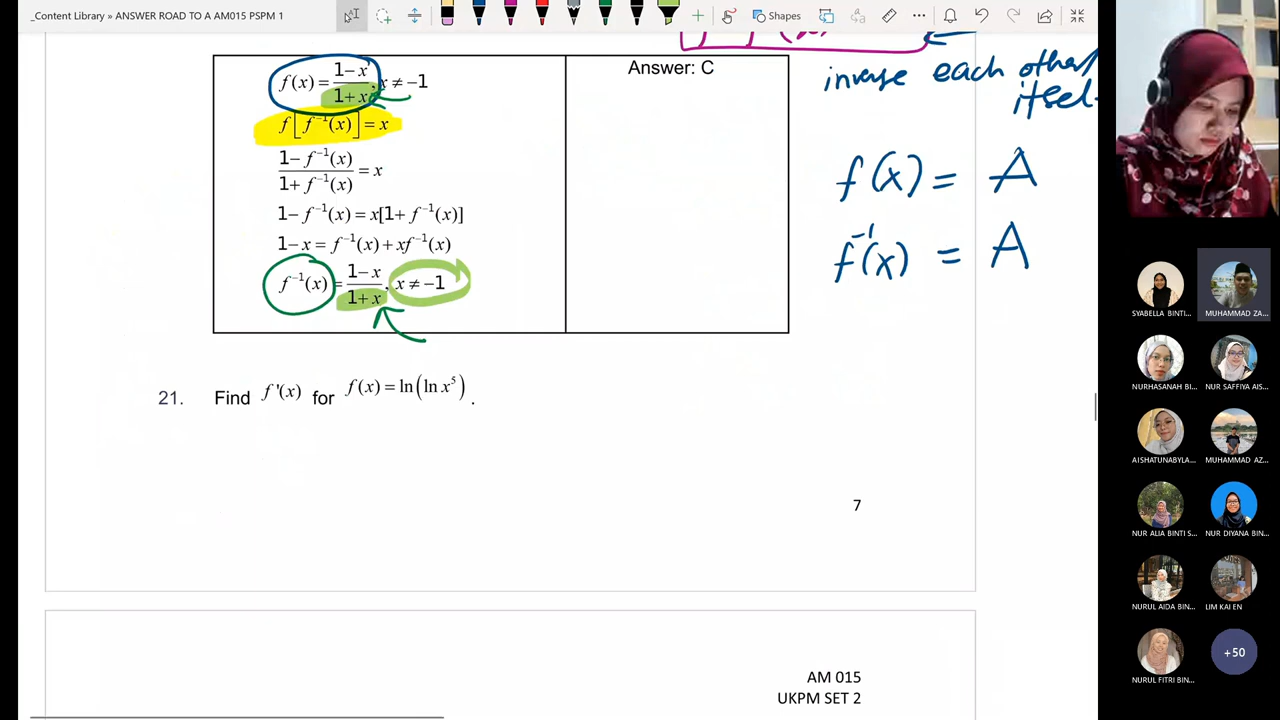 _Content Library » ANSWER ROAD TO A AM015 PSPM 1
Shapes
f(x) = (1−x)/(1+x), x ≠ −1
f[f⁻¹(x)] = x
(1− f⁻¹(x))/(1+ f⁻¹(x)) = x
1− f⁻¹(x) = x[1+ f⁻¹(x)]
1−x = f⁻¹(x)+xf⁻¹(x)
f⁻¹(x) = (1−x)/(1+x), x ≠ −1
Answer: C
inverse each other/
itself
f(x) = A
f⁻¹(x) = A
21. Find f'(x) for f(x) = ln(ln x⁵).
7
AM 015
UKPM SET 2
SYABELLA BINTI...
MUHAMMAD ZA...
NURHASANAH BI...
NUR SAFFIYA AIS...
AISHATUNABYLA...
MUHAMMAD AZ...
NUR ALIA BINTI S...
NUR DIYANA BIN...
NURUL AIDA BIN...
LIM KAI EN
NURUL FITRI BIN...
+50